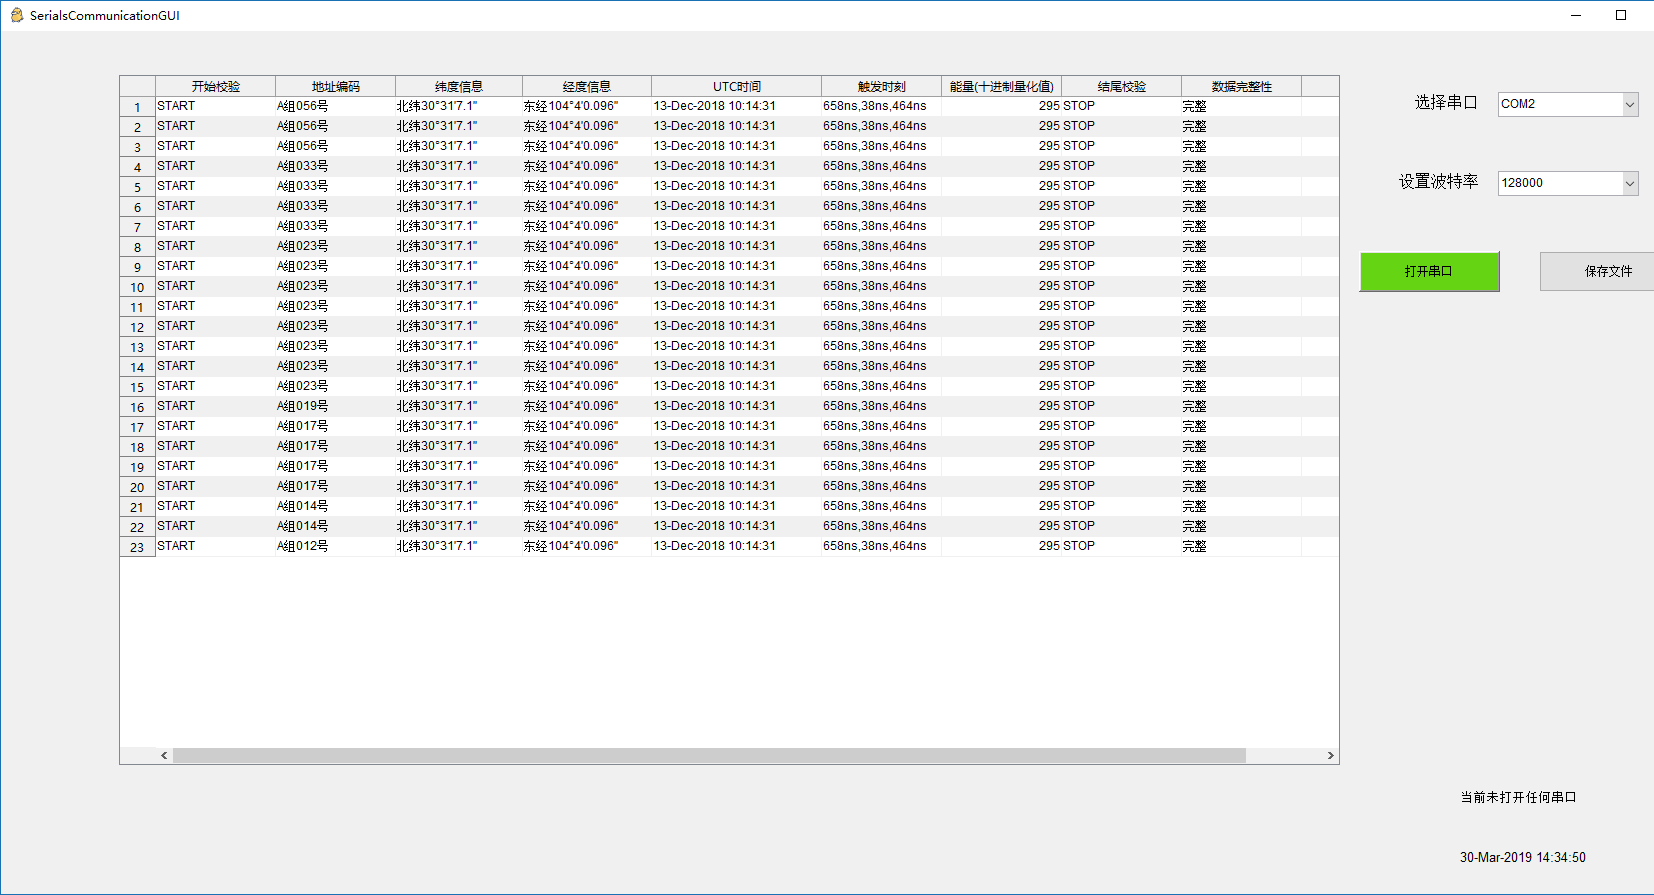 SerialsCommunicationGUI
开始校验 地址编码 纬度信息 经度信息 UTC时间 触发时刻 能量(十进制量化值) 结尾校验 数据完整性
1 START A组056号 北纬30°31'7.1" 东经104°4'0.096" 13-Dec-2018 10:14:31 658ns,38ns,464ns 295 STOP 完整
2 START A组056号 北纬30°31'7.1" 东经104°4'0.096" 13-Dec-2018 10:14:31 658ns,38ns,464ns 295 STOP 完整
3 START A组056号 北纬30°31'7.1" 东经104°4'0.096" 13-Dec-2018 10:14:31 658ns,38ns,464ns 295 STOP 完整
4 START A组033号 北纬30°31'7.1" 东经104°4'0.096" 13-Dec-2018 10:14:31 658ns,38ns,464ns 295 STOP 完整
5 START A组033号 北纬30°31'7.1" 东经104°4'0.096" 13-Dec-2018 10:14:31 658ns,38ns,464ns 295 STOP 完整
6 START A组033号 北纬30°31'7.1" 东经104°4'0.096" 13-Dec-2018 10:14:31 658ns,38ns,464ns 295 STOP 完整
7 START A组033号 北纬30°31'7.1" 东经104°4'0.096" 13-Dec-2018 10:14:31 658ns,38ns,464ns 295 STOP 完整
8 START A组023号 北纬30°31'7.1" 东经104°4'0.096" 13-Dec-2018 10:14:31 658ns,38ns,464ns 295 STOP 完整
9 START A组023号 北纬30°31'7.1" 东经104°4'0.096" 13-Dec-2018 10:14:31 658ns,38ns,464ns 295 STOP 完整
10 START A组023号 北纬30°31'7.1" 东经104°4'0.096" 13-Dec-2018 10:14:31 658ns,38ns,464ns 295 STOP 完整
11 START A组023号 北纬30°31'7.1" 东经104°4'0.096" 13-Dec-2018 10:14:31 658ns,38ns,464ns 295 STOP 完整
12 START A组023号 北纬30°31'7.1" 东经104°4'0.096" 13-Dec-2018 10:14:31 658ns,38ns,464ns 295 STOP 完整
13 START A组023号 北纬30°31'7.1" 东经104°4'0.096" 13-Dec-2018 10:14:31 658ns,38ns,464ns 295 STOP 完整
14 START A组023号 北纬30°31'7.1" 东经104°4'0.096" 13-Dec-2018 10:14:31 658ns,38ns,464ns 295 STOP 完整
15 START A组023号 北纬30°31'7.1" 东经104°4'0.096" 13-Dec-2018 10:14:31 658ns,38ns,464ns 295 STOP 完整
16 START A组019号 北纬30°31'7.1" 东经104°4'0.096" 13-Dec-2018 10:14:31 658ns,38ns,464ns 295 STOP 完整
17 START A组017号 北纬30°31'7.1" 东经104°4'0.096" 13-Dec-2018 10:14:31 658ns,38ns,464ns 295 STOP 完整
18 START A组017号 北纬30°31'7.1" 东经104°4'0.096" 13-Dec-2018 10:14:31 658ns,38ns,464ns 295 STOP 完整
19 START A组017号 北纬30°31'7.1" 东经104°4'0.096" 13-Dec-2018 10:14:31 658ns,38ns,464ns 295 STOP 完整
20 START A组017号 北纬30°31'7.1" 东经104°4'0.096" 13-Dec-2018 10:14:31 658ns,38ns,464ns 295 STOP 完整
21 START A组014号 北纬30°31'7.1" 东经104°4'0.096" 13-Dec-2018 10:14:31 658ns,38ns,464ns 295 STOP 完整
22 START A组014号 北纬30°31'7.1" 东经104°4'0.096" 13-Dec-2018 10:14:31 658ns,38ns,464ns 295 STOP 完整
23 START A组012号 北纬30°31'7.1" 东经104°4'0.096" 13-Dec-2018 10:14:31 658ns,38ns,464ns 295 STOP 完整
选择串口 COM2
设置波特率 128000
打开串口 保存文件
当前未打开任何串口
30-Mar-2019 14:34:50